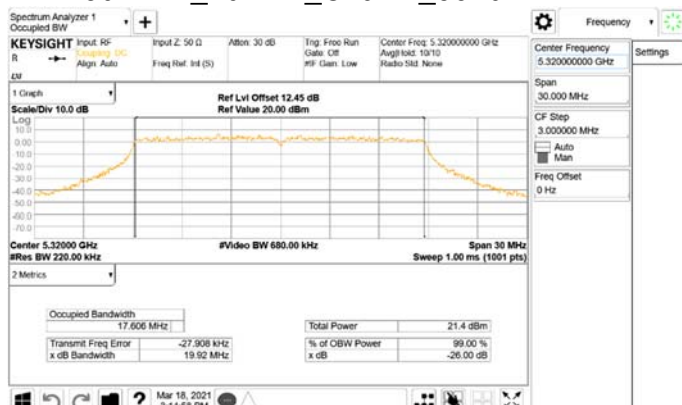 Spectrum Analyzer 1
Occupied BW
Frequency
KEYSIGHT
Input: RF
Coupling: DC
Align: Auto
Input Z: 50 Ω
Freq Ref: Int (S)
Atten: 30 dB
Trig: Free Run
Gate: Off
#IF Gain: Low
Center Freq: 5.320000000 GHz
Avg|Hold: 10/10
Radio Std: None
R
LXI
Center Frequency
5.320000000 GHz
Settings
Span
30.000 MHz
CF Step
3.000000 MHz
Auto
Man
Freq Offset
0 Hz
1 Graph
Scale/Div 10.0 dB
Ref Lvl Offset 12.45 dB
Ref Value 20.00 dBm
Log
10.0
0.00
-10.0
-20.0
-30.0
-40.0
-50.0
-60.0
-70.0
Center 5.32000 GHz
#Res BW 220.00 kHz
#Video BW 680.00 kHz
Span 30 MHz
Sweep 1.00 ms (1001 pts)
2 Metrics
Occupied Bandwidth
17.606 MHz
Total Power 21.4 dBm
Transmit Freq Error -27.908 kHz
% of OBW Power 99.00 %
x dB Bandwidth 19.92 MHz
x dB -26.00 dB
?
Mar 18, 2021